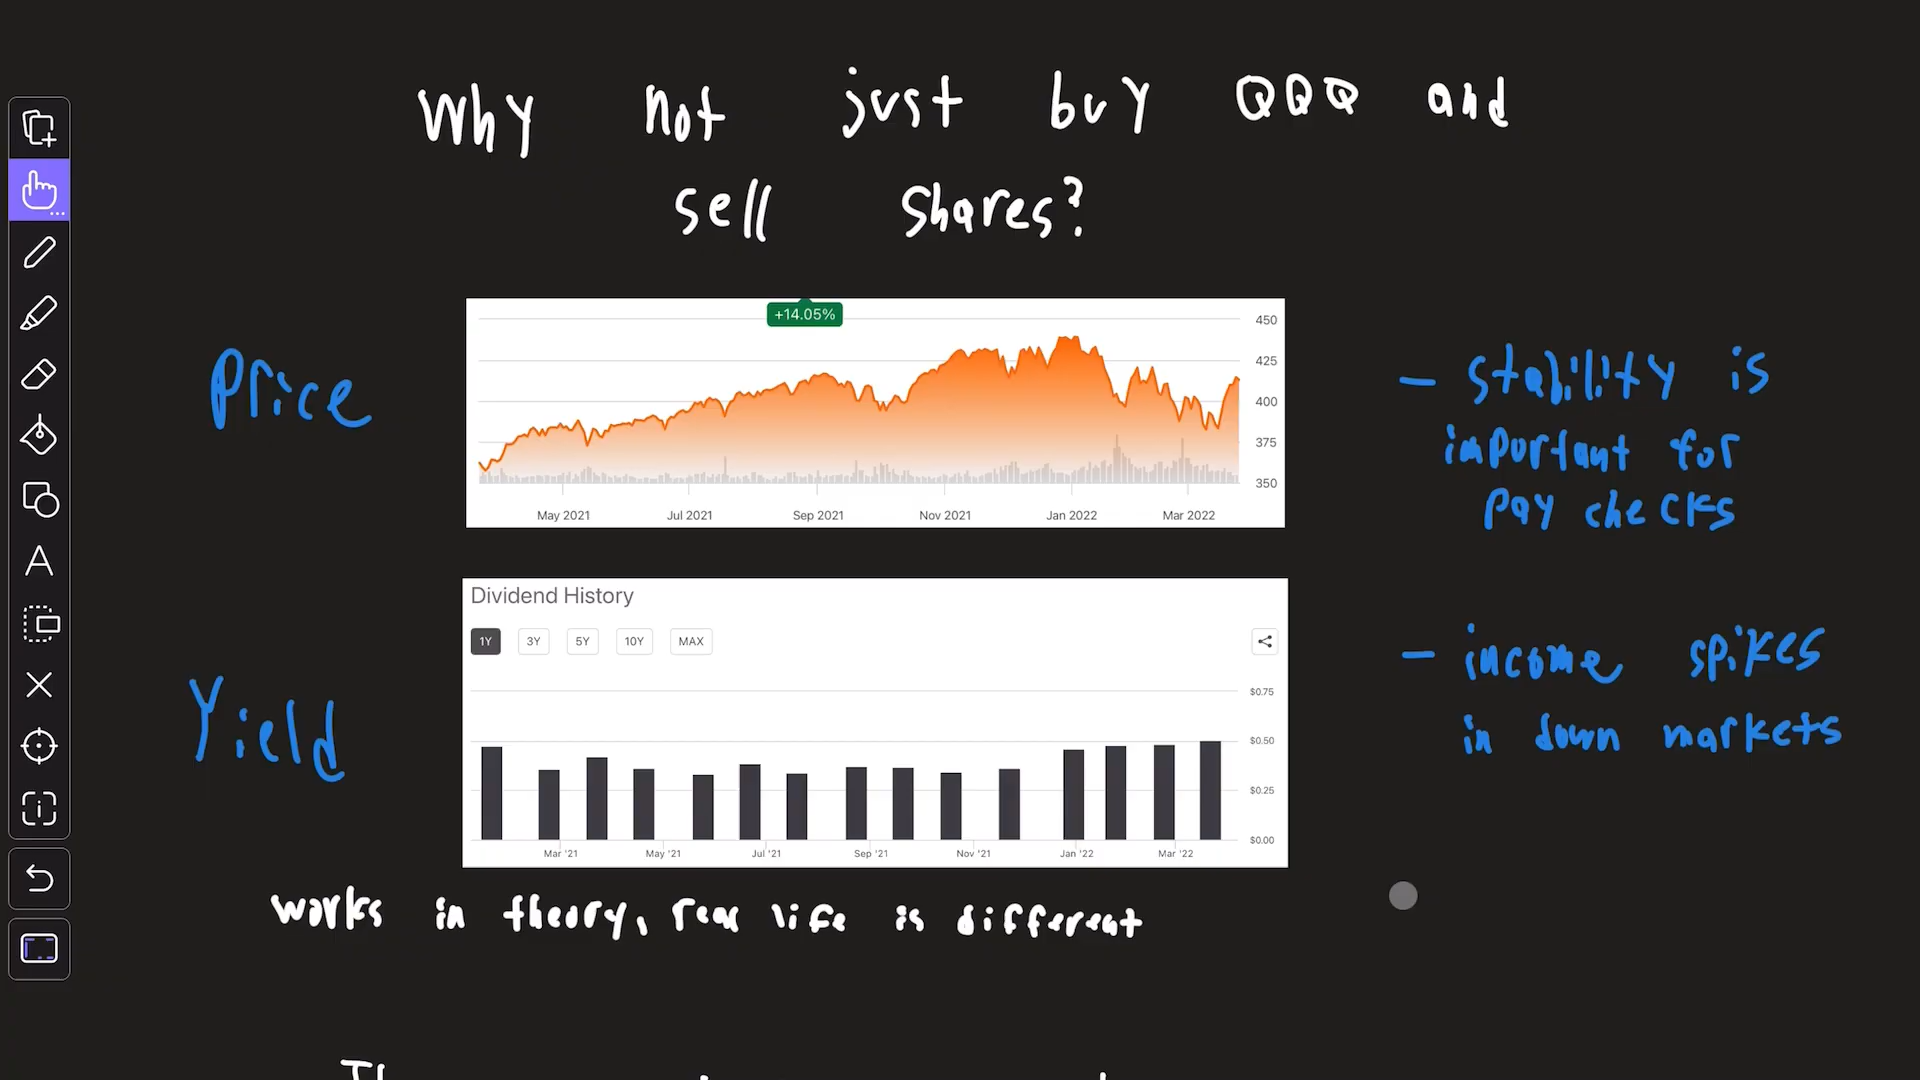 Why not just buy QQQ and
sell shares?
+14.05%
450
425
400
375
350
May 2021 Jul 2021 Sep 2021 Nov 2021 Jan 2022 Mar 2022
Price
- stability is
important for
pay checks
Dividend History
1Y 3Y 5Y 10Y MAX
$0.75
$0.50
$0.25
$0.00
Mar '21 May '21 Jul '21 Sep '21 Nov '21 Jan '22 Mar '22
Yield
- income spikes
in down markets
works in theory, real life is different